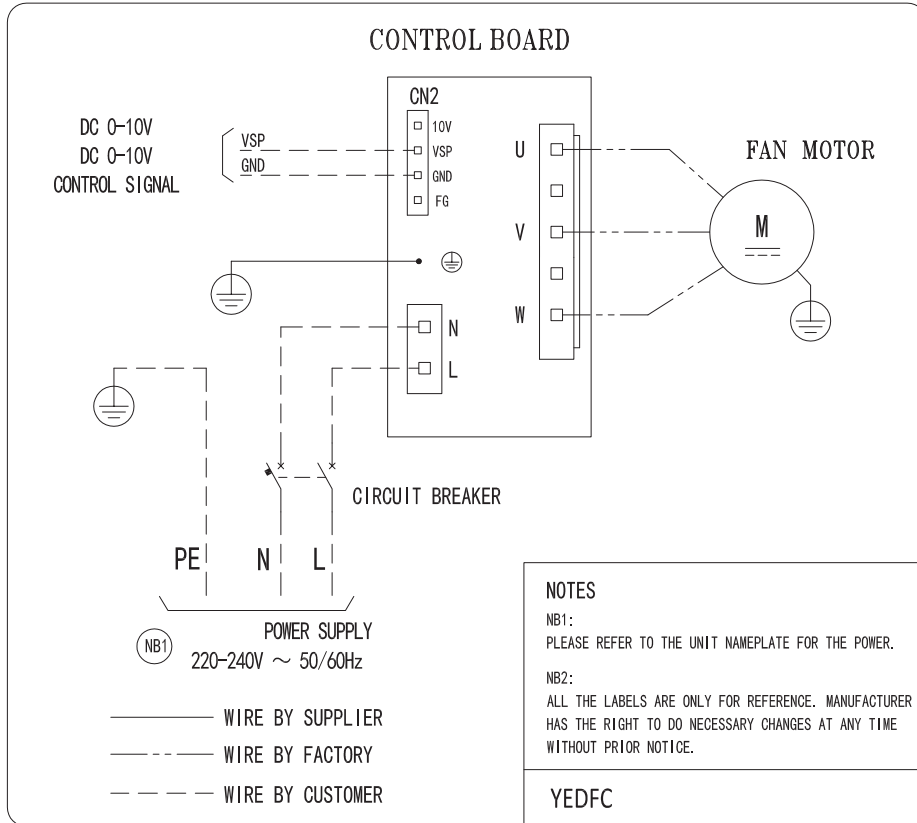 CONTROL BOARD
CN2
10V
VSP
GND
FG
DC 0-10V
DC 0-10V
CONTROL SIGNAL
VSP
GND
U
V
W
FAN MOTOR
M
N
L
CIRCUIT BREAKER
PE N L
NB1
POWER SUPPLY
220-240V ~ 50/60Hz
WIRE BY SUPPLIER
WIRE BY FACTORY
WIRE BY CUSTOMER
NOTES
NB1:
PLEASE REFER TO THE UNIT NAMEPLATE FOR THE POWER.
NB2:
ALL THE LABELS ARE ONLY FOR REFERENCE. MANUFACTURER
HAS THE RIGHT TO DO NECESSARY CHANGES AT ANY TIME
WITHOUT PRIOR NOTICE.
YEDFC